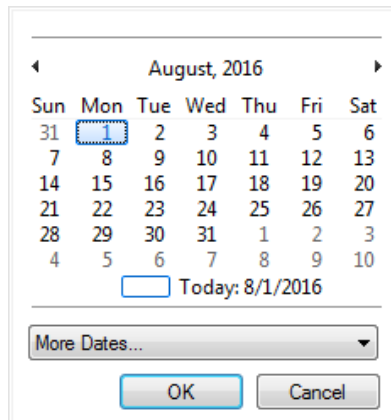 August, 2016
Sun Mon Tue Wed Thu Fri Sat
31 1 2 3 4 5 6
7 8 9 10 11 12 13
14 15 16 17 18 19 20
21 22 23 24 25 26 27
28 29 30 31 1 2 3
4 5 6 7 8 9 10
Today: 8/1/2016
More Dates...
OK Cancel